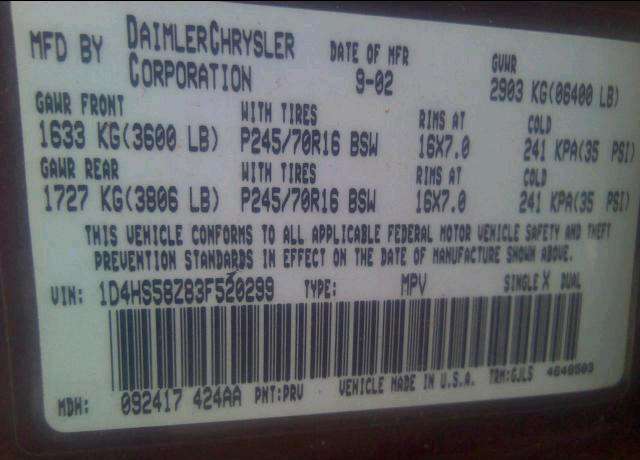 MFD BY DAIMLERCHRYSLER CORPORATION DATE OF MFR 9-02 GVWR 2903 KG(06400 LB)
GAWR FRONT WITH TIRES RIMS AT COLD
1633 KG(3600 LB) P245/70R16 BSW 16X7.0 241 KPA(35 PSI)
GAWR REAR WITH TIRES RIMS AT COLD
1727 KG(3806 LB) P245/70R16 BSW 16X7.0 241 KPA(35 PSI)
THIS VEHICLE CONFORMS TO ALL APPLICABLE FEDERAL MOTOR VEHICLE SAFETY AND THEFT
PREVENTION STANDARDS IN EFFECT ON THE DATE OF MANUFACTURE SHOWN ABOVE.
VIN: 1D4HS58Z83F520299 TYPE: MPV SINGLE X DUAL
MDH: 092417 424AA PNT:PRV VEHICLE MADE IN U.S.A. TRM:GJLS